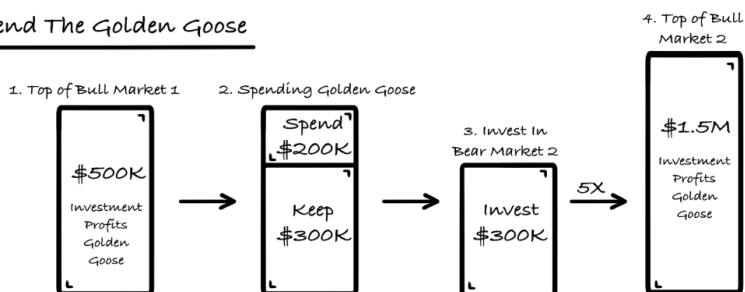 end The Golden Goose
1. Top of Bull Market 1
$500K
Investment
Profits
Golden
Goose
2. Spending Golden Goose
Spend
$200K
Keep
$300K
3. Invest In
Bear Market 2
Invest
$300K
5X
4. Top of Bull
Market 2
$1.5M
Investment
Profits
Golden
Goose